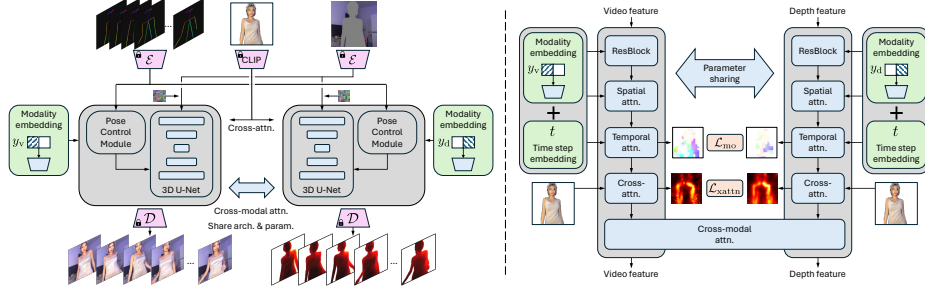 ℰ
CLIP
ℰ
Cross-attn.
Modality
embedding
y_v
Pose
Control
Module
3D U-Net
3D U-Net
Pose
Control
Module
Modality
embedding
y_d
Cross-modal attn.
Share arch. & param.
𝒟
𝒟
...
...
...
Video feature
Depth feature
Modality
embedding
y_v
+
t
Time step
embedding
ResBlock
Spatial
attn.
Temporal
attn.
Cross-
attn.
Parameter
sharing
ℒ_mo
ℒ_xattn
ResBlock
Spatial
attn.
Temporal
attn.
Cross-
attn.
Modality
embedding
y_d
+
t
Time step
embedding
Cross-modal
attn.
Video feature
Depth feature